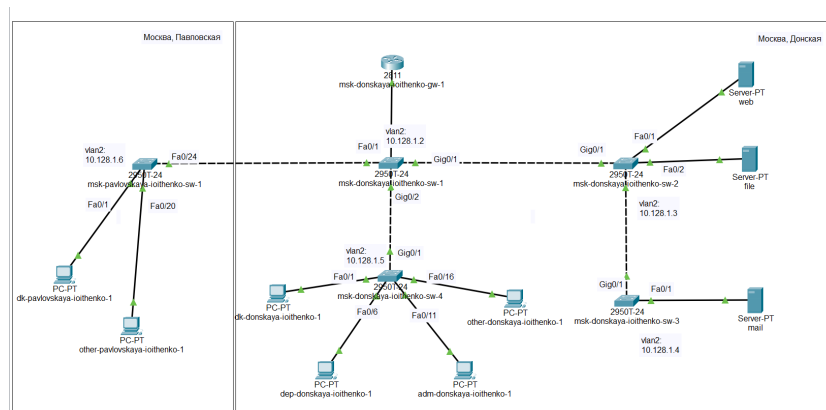 Москва, Павловская
Москва, Донская
2811
msk-donskaya-ioithenko-gw-1
Server-PT
web
vlan2:
10.128.1.6
Fa0/24
2950T-24
msk-pavlovskaya-ioithenko-sw-1
Fa0/1
Fa0/20
PC-PT
dk-pavlovskaya-ioithenko-1
PC-PT
other-pavlovskaya-ioithenko-1
vlan2:
10.128.1.2
Fa0/1
Gig0/1
2950T-24
msk-donskaya-ioithenko-sw-1
Gig0/2
Gig0/1
Fa0/1
Fa0/2
2950T-24
msk-donskaya-ioithenko-sw-2
Server-PT
file
vlan2:
10.128.1.3
vlan2:
10.128.1.5
Gig0/1
Fa0/1
Fa0/16
2950T-24
msk-donskaya-ioithenko-sw-4
PC-PT
dk-donskaya-ioithenko-1
Fa0/6
Fa0/11
PC-PT
other-donskaya-ioithenko-1
PC-PT
dep-donskaya-ioithenko-1
PC-PT
adm-donskaya-ioithenko-1
Gig0/1
Fa0/1
2950T-24
msk-donskaya-ioithenko-sw-3
Server-PT
mail
vlan2:
10.128.1.4